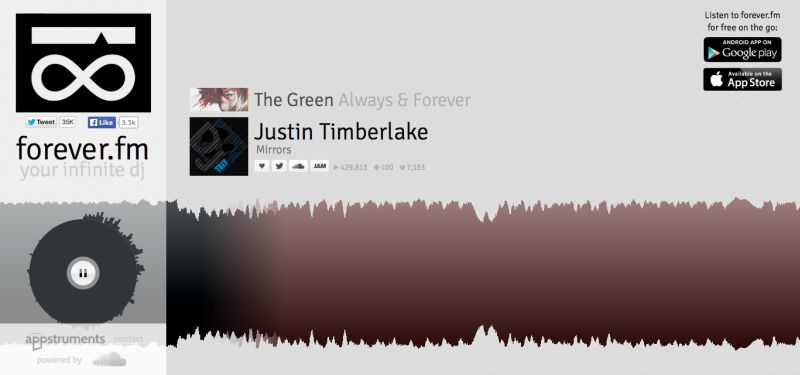 Listen to forever.fm
for free on the go:
ANDROID APP ON
Google play
Available on the
App Store
Tweet 35K Like 3.5k
forever.fm
your infinite dj
The Green Always & Forever
Justin Timberlake
Mirrors
JAM 429,815 100 7,163
TALY
appstruments contact
powered by